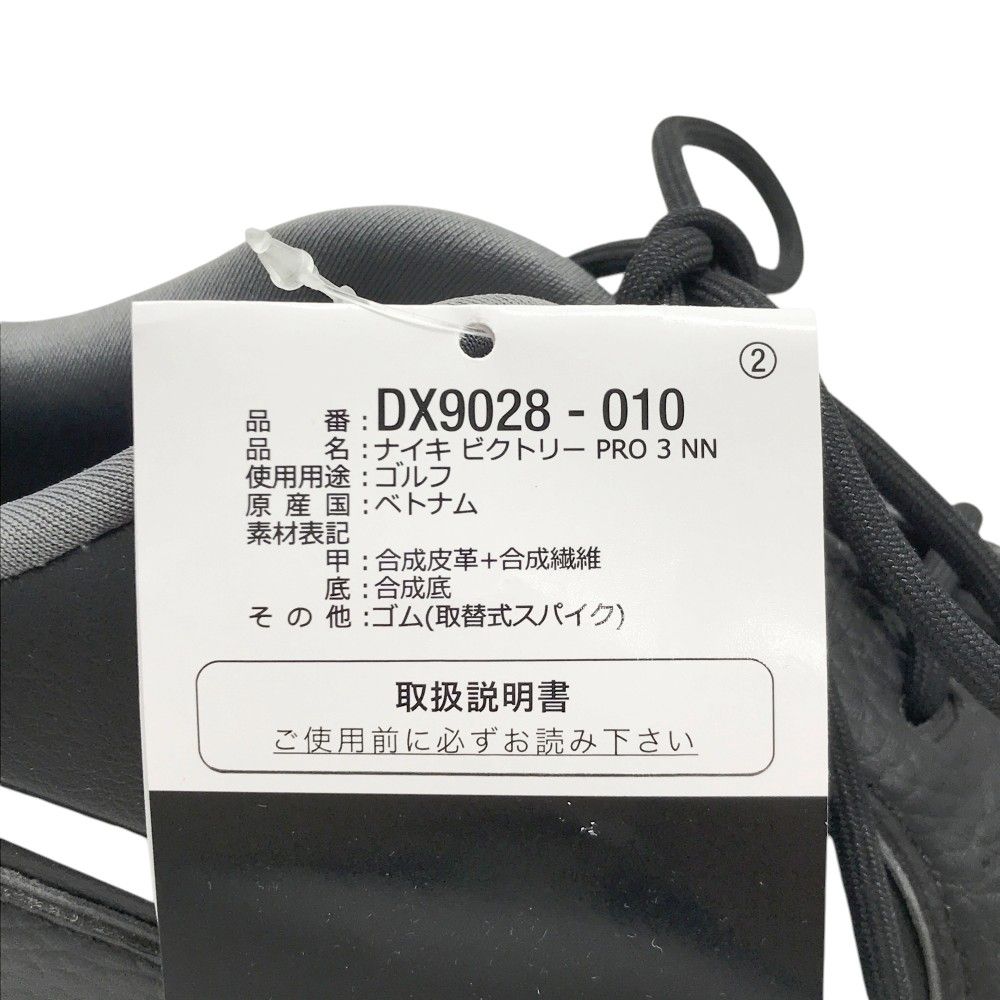 ②
品番:DX9028 - 010
品名:ナイキ ビクトリー PRO 3 NN
使用用途:ゴルフ
原産国:ベトナム
素材表記
甲:合成皮革+合成繊維
底:合成底
その他:ゴム(取替式スパイク)
取扱説明書
ご使用前に必ずお読み下さい